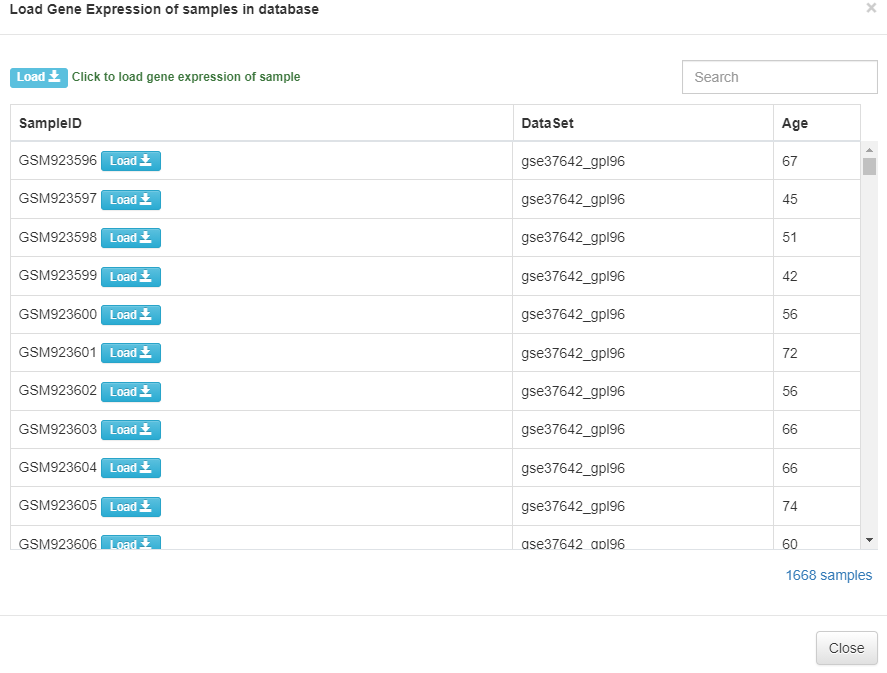 Load Gene Expression of samples in database ×
Load Click to load gene expression of sample
Search
SampleID DataSet Age
GSM923596 Load gse37642_gpl96 67
GSM923597 Load gse37642_gpl96 45
GSM923598 Load gse37642_gpl96 51
GSM923599 Load gse37642_gpl96 42
GSM923600 Load gse37642_gpl96 56
GSM923601 Load gse37642_gpl96 72
GSM923602 Load gse37642_gpl96 56
GSM923603 Load gse37642_gpl96 66
GSM923604 Load gse37642_gpl96 66
GSM923605 Load gse37642_gpl96 74
GSM923606 Load gse37642_gpl96 60
1668 samples
Close